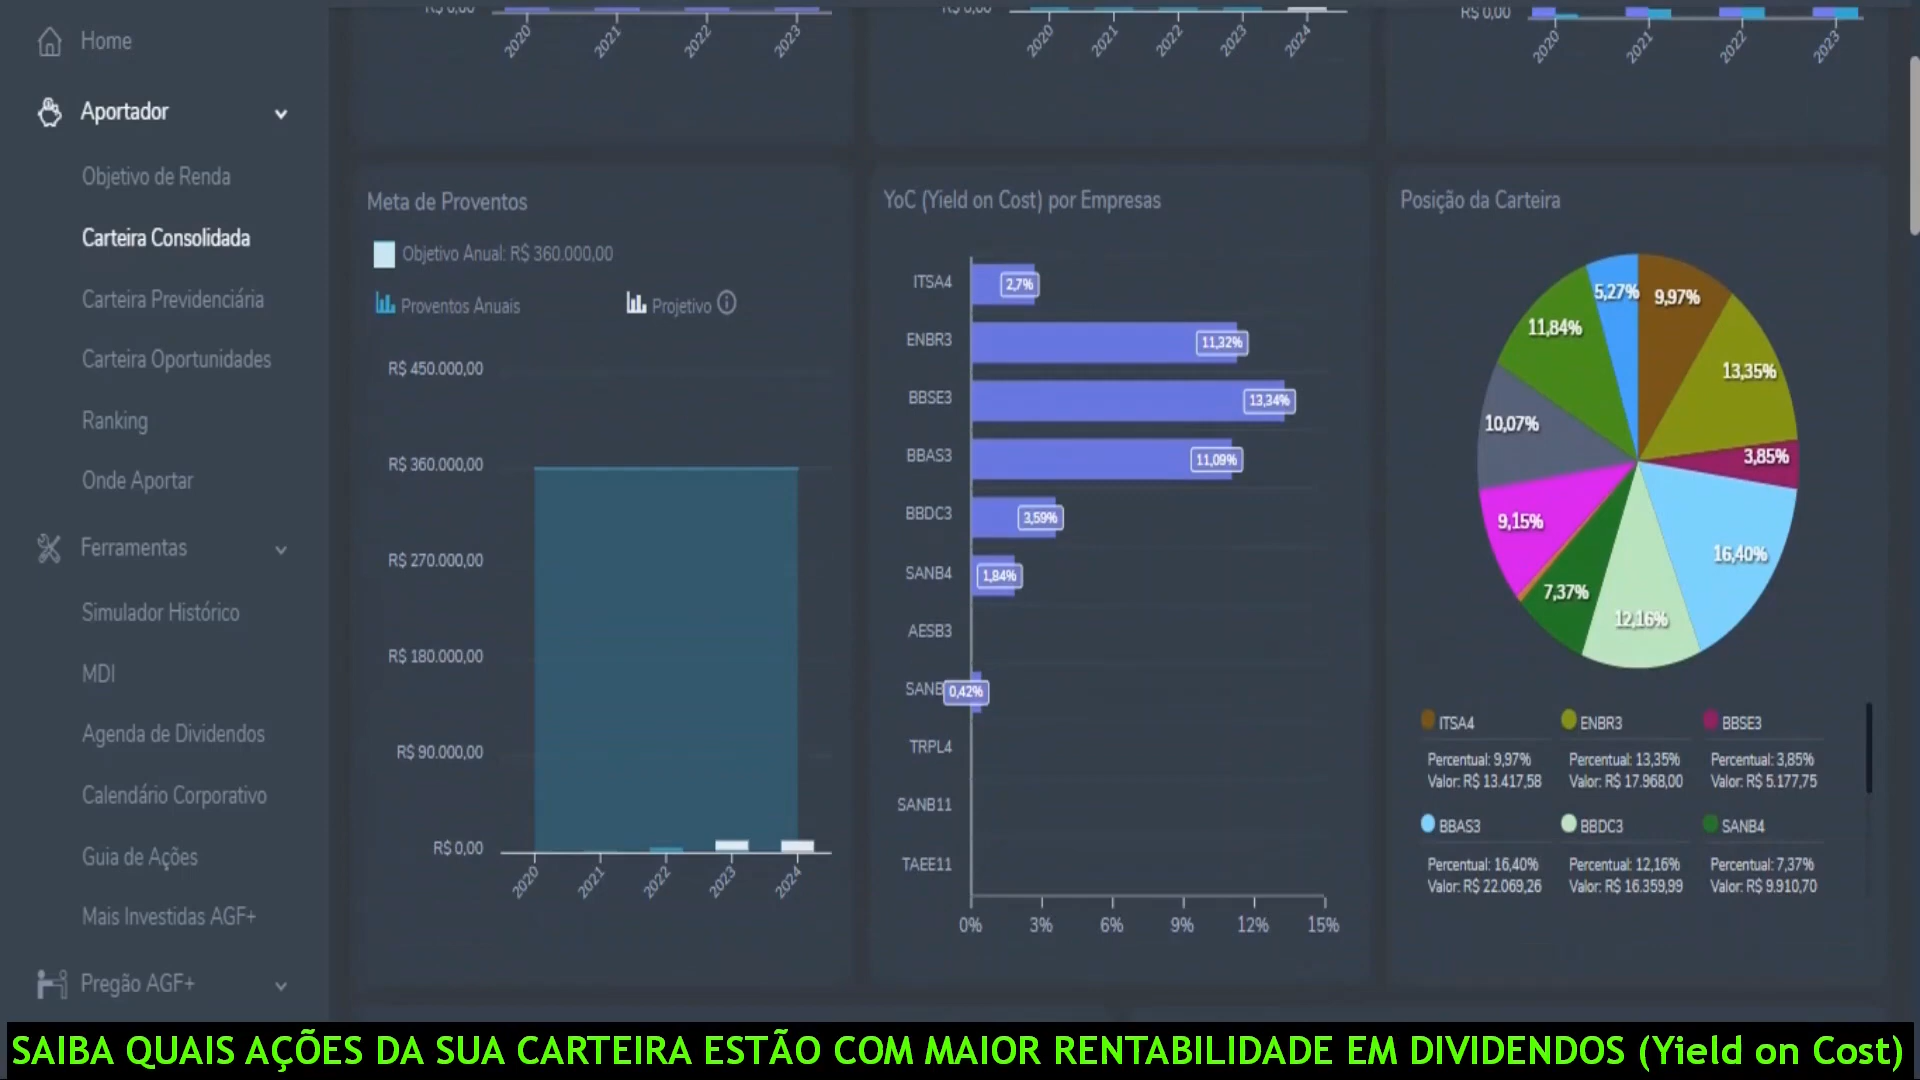 Home
Aportador
Objetivo de Renda
Carteira Consolidada
Carteira Previdenciária
Carteira Oportunidades
Ranking
Onde Aportar
Ferramentas
Simulador Histórico
MDI
Agenda de Dividendos
Calendário Corporativo
Guia de Ações
Mais Investidas AGF+
Pregão AGF+
R$ 0,00
2020 2021 2022 2023
R$ 0,00
2020 2021 2022 2023 2024
R$ 0,00
2020 2021 2022 2023
Meta de Proventos
Objetivo Anual: R$ 360.000,00
Proventos Anuais Projetivo
R$ 450.000,00
R$ 360.000,00
R$ 270.000,00
R$ 180.000,00
R$ 90.000,00
R$ 0,00
2020 2021 2022 2023 2024
YoC (Yield on Cost) por Empresas
ITSA4 2,7%
ENBR3 11,32%
BBSE3 13,34%
BBAS3 11,09%
BBDC3 3,59%
SANB4 1,84%
AESB3
SANB 0,42%
TRPL4
SANB11
TAEE11
0% 3% 6% 9% 12% 15%
Posição da Carteira
5,27% 9,97%
11,84%
13,35%
10,07%
3,85%
9,15%
16,40%
7,37%
12,16%
ITSA4 ENBR3 BBSE3
Percentual: 9,97% Percentual: 13,35% Percentual: 3,85%
Valor: R$ 13.417,58 Valor: R$ 17.968,00 Valor: R$ 5.177,75
BBAS3 BBDC3 SANB4
Percentual: 16,40% Percentual: 12,16% Percentual: 7,37%
Valor: R$ 22.069,26 Valor: R$ 16.359,99 Valor: R$ 9.910,70
SAIBA QUAIS AÇÕES DA SUA CARTEIRA ESTÃO COM MAIOR RENTABILIDADE EM DIVIDENDOS (Yield on Cost)